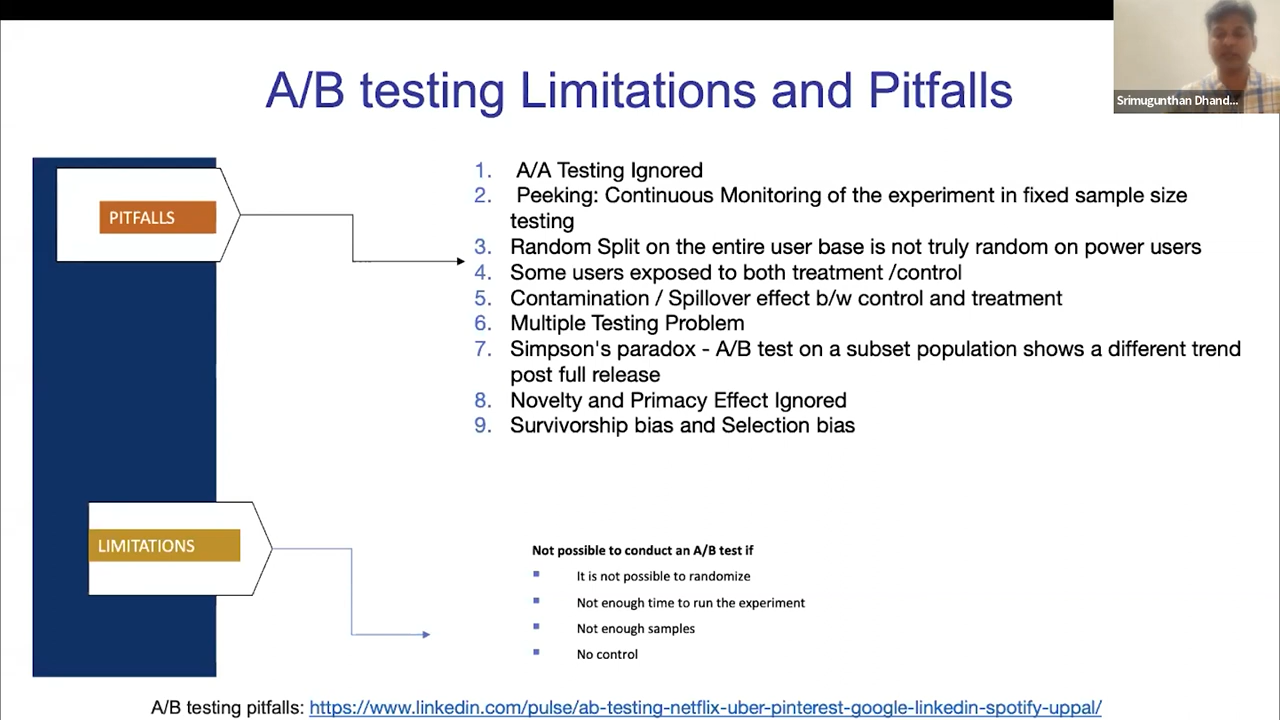 Srimugunthan Dhand...
A/B testing Limitations and Pitfalls
PITFALLS
1. A/A Testing Ignored
2. Peeking: Continuous Monitoring of the experiment in fixed sample size
testing
3. Random Split on the entire user base is not truly random on power users
4. Some users exposed to both treatment /control
5. Contamination / Spillover effect b/w control and treatment
6. Multiple Testing Problem
7. Simpson's paradox - A/B test on a subset population shows a different trend
post full release
8. Novelty and Primacy Effect Ignored
9. Survivorship bias and Selection bias
LIMITATIONS
Not possible to conduct an A/B test if
▪ It is not possible to randomize
▪ Not enough time to run the experiment
▪ Not enough samples
▪ No control
A/B testing pitfalls: https://www.linkedin.com/pulse/ab-testing-netflix-uber-pinterest-google-linkedin-spotify-uppal/